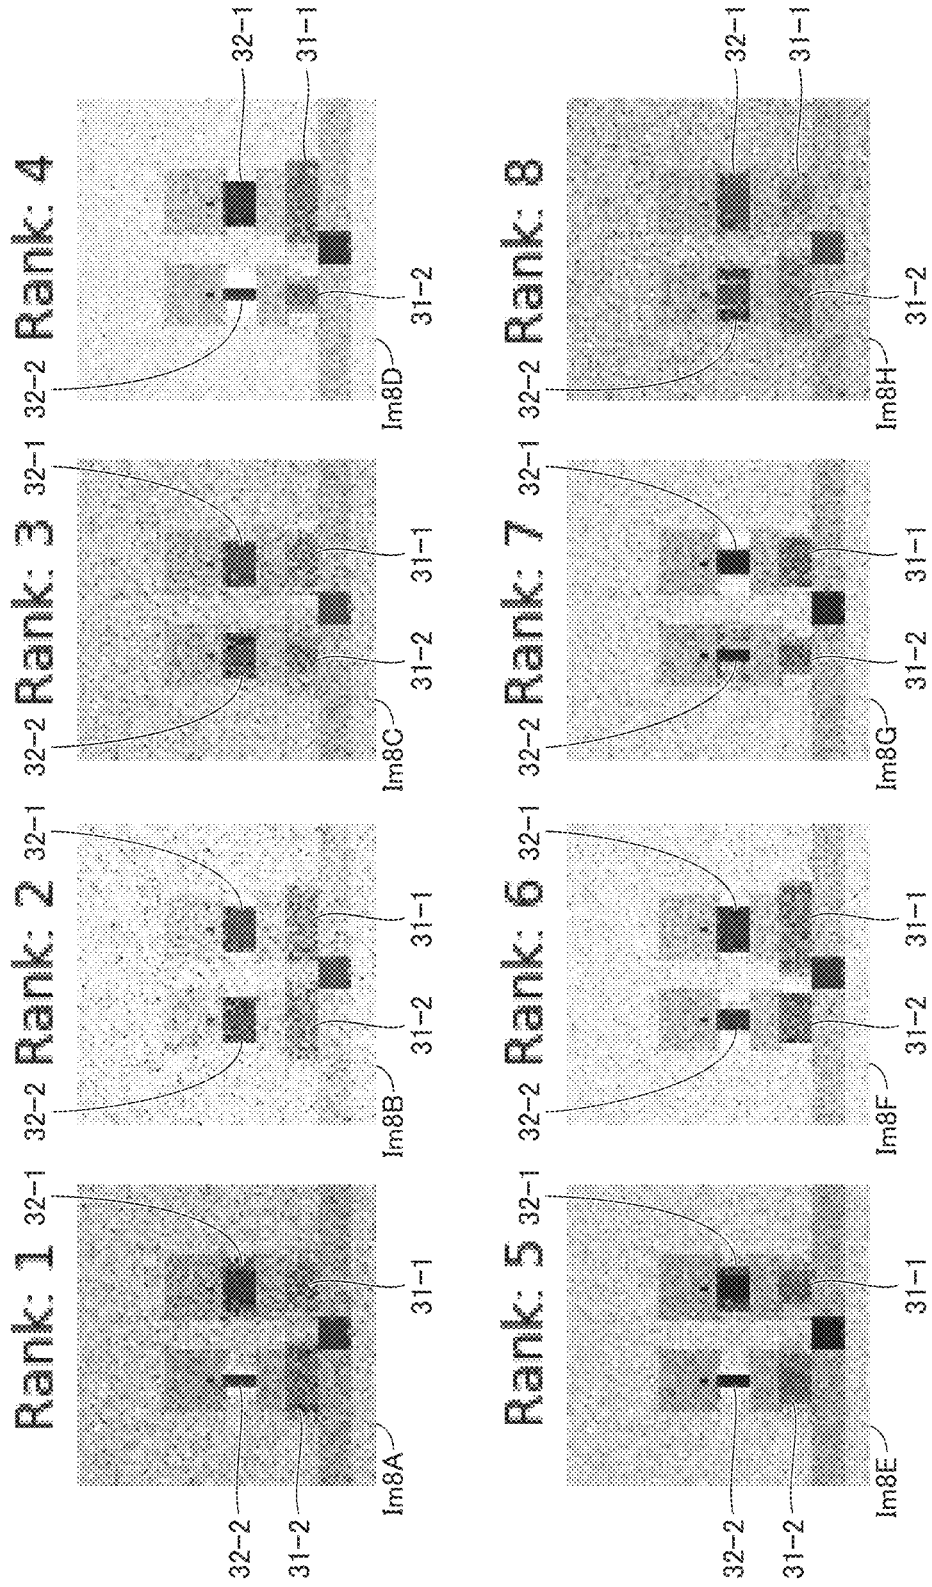 Rank: 1 32-1 32-2 Rank: 2 32-1 32-2 Rank: 3 32-1 32-2 Rank: 4
32-2 32-1
31-2 31-1
Im8A Im8B Im8C Im8D
31-1 31-2 31-1 31-2 31-1 31-2
Rank: 5 32-1 32-2 Rank: 6 32-1 32-2 Rank: 7 32-1 32-2 Rank: 8
32-2 32-1
31-2 31-1
Im8E Im8F Im8G Im8H
31-1 31-2 31-1 31-2 31-1 31-2